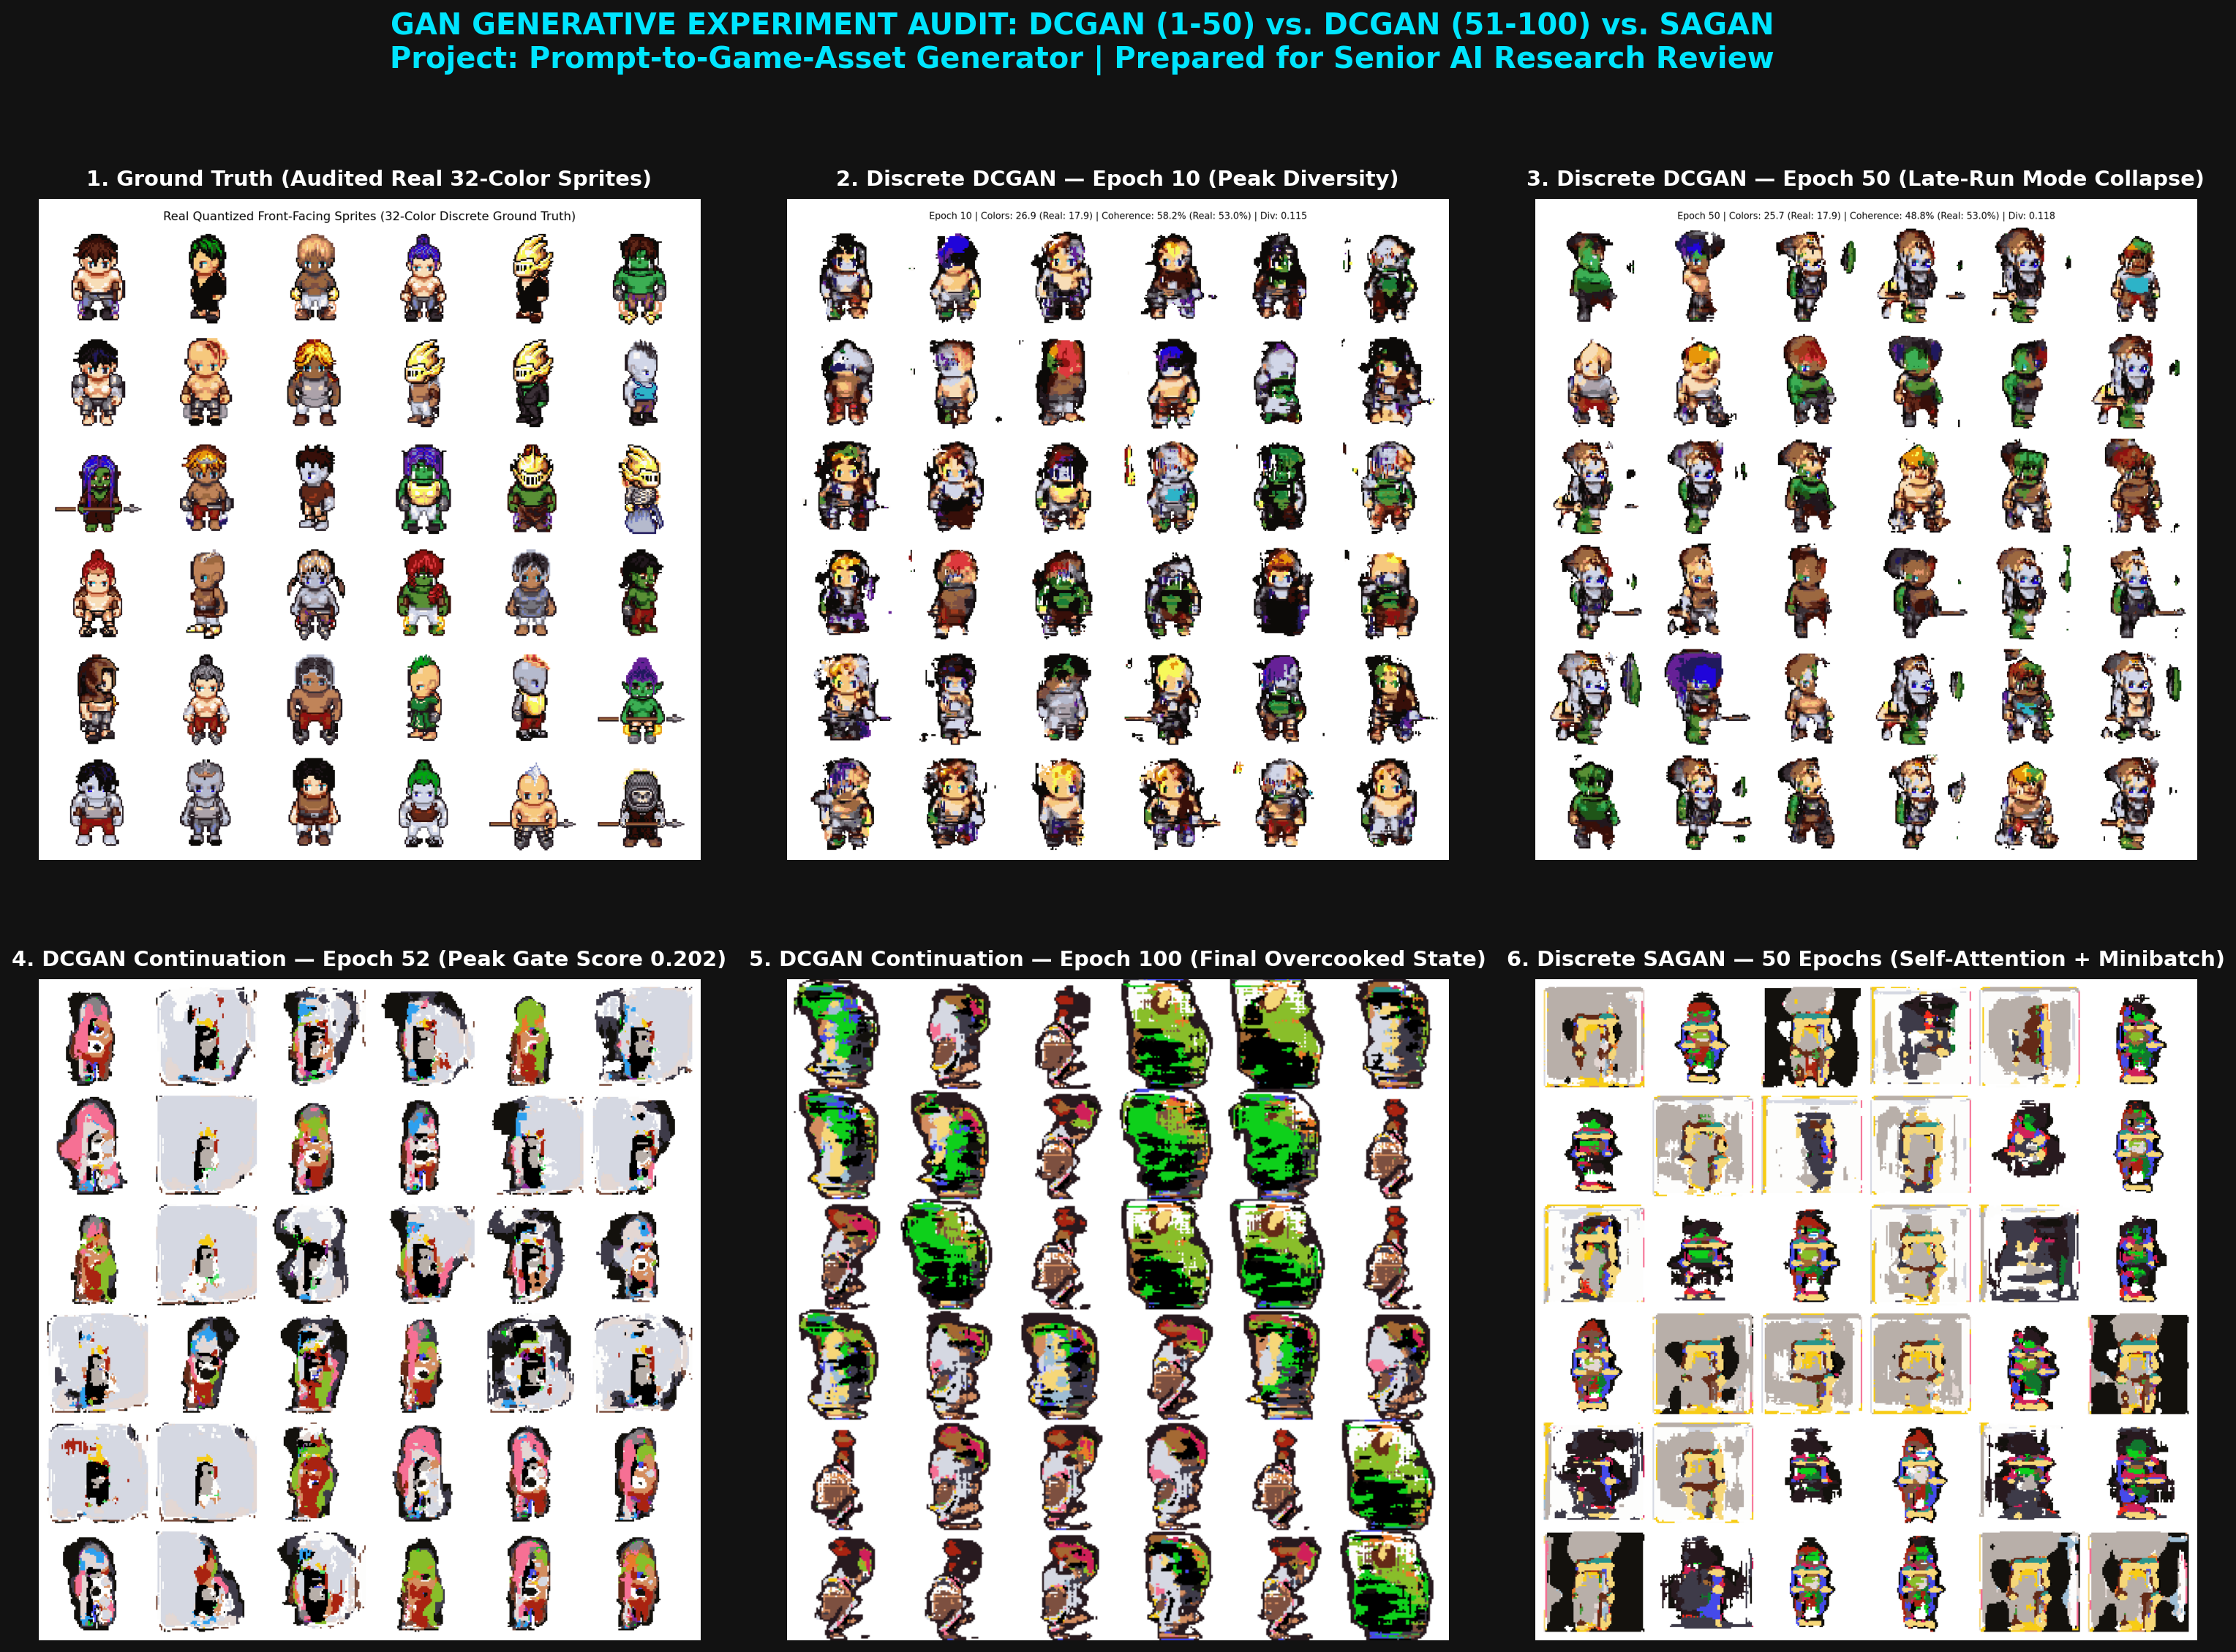 GAN GENERATIVE EXPERIMENT AUDIT: DCGAN (1-50) vs. DCGAN (51-100) vs. SAGAN
Project: Prompt-to-Game-Asset Generator | Prepared for Senior AI Research Review
1. Ground Truth (Audited Real 32-Color Sprites)
Real Quantized Front-Facing Sprites (32-Color Discrete Ground Truth)
2. Discrete DCGAN — Epoch 10 (Peak Diversity)
Epoch 10 | Colors: 26.9 (Real: 17.9) | Coherence: 58.2% (Real: 53.0%) | Div: 0.115
3. Discrete DCGAN — Epoch 50 (Late-Run Mode Collapse)
Epoch 50 | Colors: 25.7 (Real: 17.9) | Coherence: 48.8% (Real: 53.0%) | Div: 0.118
4. DCGAN Continuation — Epoch 52 (Peak Gate Score 0.202)
5. DCGAN Continuation — Epoch 100 (Final Overcooked State)
6. Discrete SAGAN — 50 Epochs (Self-Attention + Minibatch)